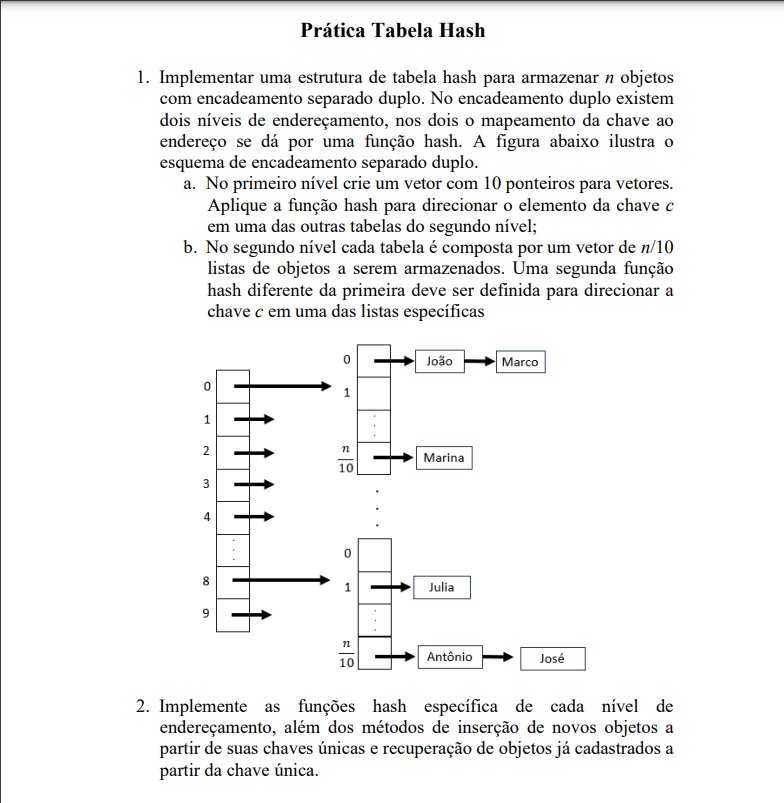 Prática Tabela Hash
1. Implementar uma estrutura de tabela hash para armazenar n objetos
com encadeamento separado duplo. No encadeamento duplo existem
dois níveis de endereçamento, nos dois o mapeamento da chave ao
endereço se dá por uma função hash. A figura abaixo ilustra o
esquema de encadeamento separado duplo.
a. No primeiro nível crie um vetor com 10 ponteiros para vetores.
Aplique a função hash para direcionar o elemento da chave c
em uma das outras tabelas do segundo nível;
b. No segundo nível cada tabela é composta por um vetor de n/10
listas de objetos a serem armazenados. Uma segunda função
hash diferente da primeira deve ser definida para direcionar a
chave c em uma das listas específicas
0
1
2
3
4
8
9
0
João
Marco
1
n
10
Marina
0
1
Julia
n
10
Antônio
José
2. Implemente as funções hash específica de cada nível de
endereçamento, além dos métodos de inserção de novos objetos a
partir de suas chaves únicas e recuperação de objetos já cadastrados a
partir da chave única.